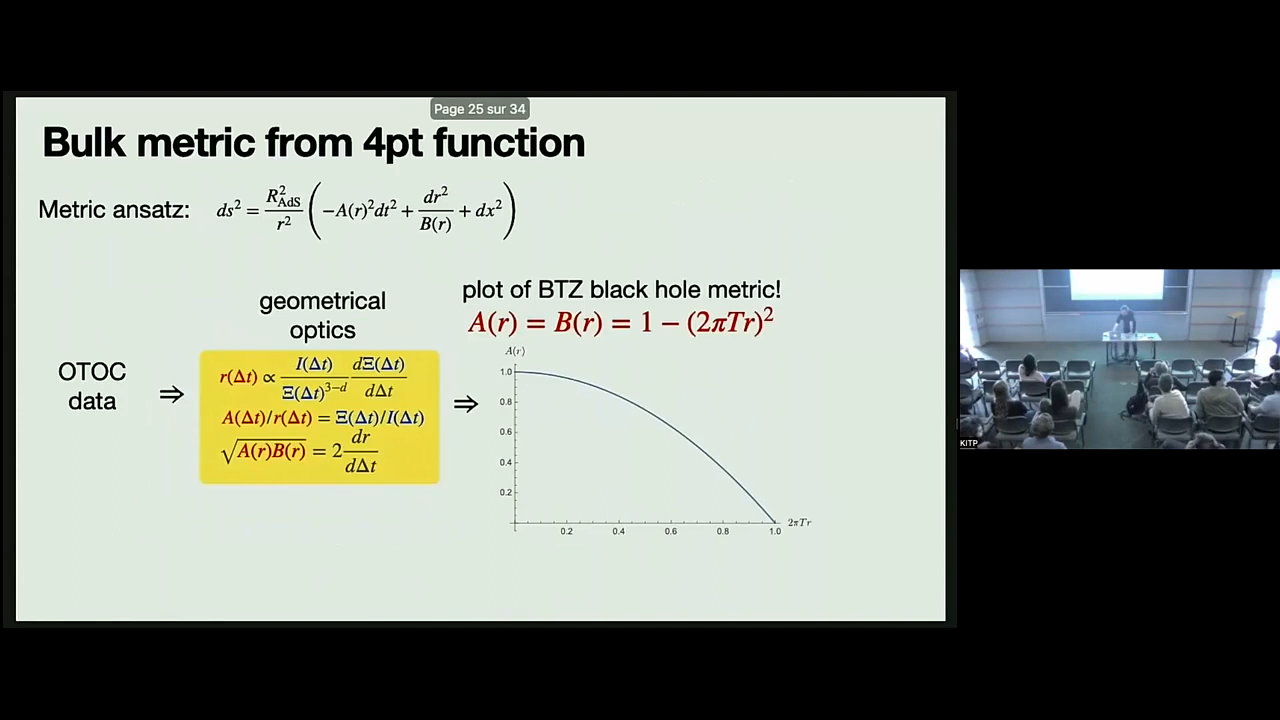 Page 25 sur 34
Bulk metric from 4pt function
Metric ansatz: ds² = R²_AdS / r² ( −A(r)²dt² + dr² / B(r) + dx² )
geometrical
optics
plot of BTZ black hole metric!
A(r) = B(r) = 1 − (2πTr)²
OTOC
data
⇒
r(Δt) ∝ I(Δt) / Ξ(Δt)^{3−d} dΞ(Δt) / dΔt
A(Δt)/r(Δt) = Ξ(Δt)/I(Δt)
√A(r)B(r) = 2 dr / dΔt
⇒
A(r)
1.0
0.8
0.6
0.4
0.2
0.2 0.4 0.6 0.8 1.0 2πTr
KITP